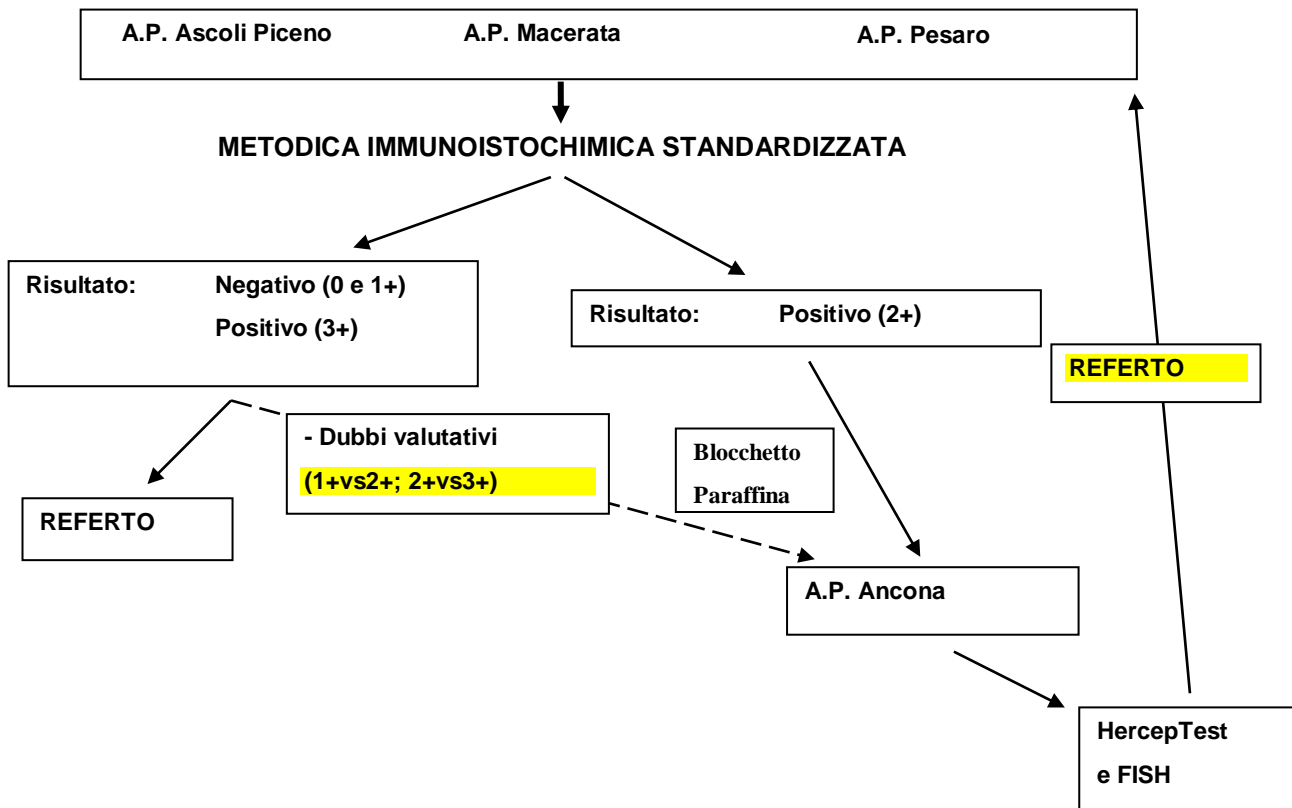 A.P. Ascoli Piceno A.P. Macerata A.P. Pesaro
METODICA IMMUNOISTOCHIMICA STANDARDIZZATA
Risultato: Negativo (0 e 1+)
Positivo (3+)
Risultato: Positivo (2+)
REFERTO
- Dubbi valutativi
(1+vs2+; 2+vs3+)
Blocchetto
Paraffina
REFERTO
A.P. Ancona
HercepTest
e FISH